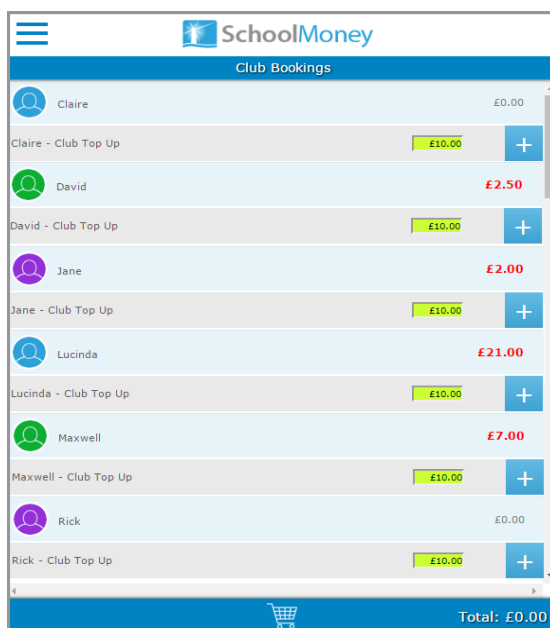 SchoolMoney
Club Bookings
Claire £0.00
Claire - Club Top Up £10.00 +
David £2.50
David - Club Top Up £10.00 +
Jane £2.00
Jane - Club Top Up £10.00 +
Lucinda £21.00
Lucinda - Club Top Up £10.00 +
Maxwell £7.00
Maxwell - Club Top Up £10.00 +
Rick £0.00
Rick - Club Top Up £10.00 +
Total: £0.00